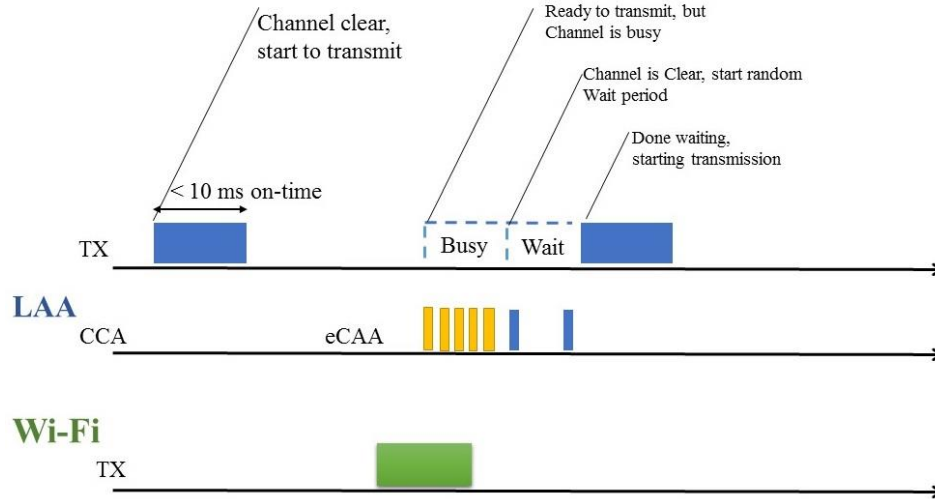 Channel clear,
start to transmit
Ready to transmit, but
Channel is busy
Channel is Clear, start random
Wait period
Done waiting,
starting transmission
< 10 ms on-time
TX
Busy
Wait
LAA
CCA
eCAA
Wi-Fi
TX